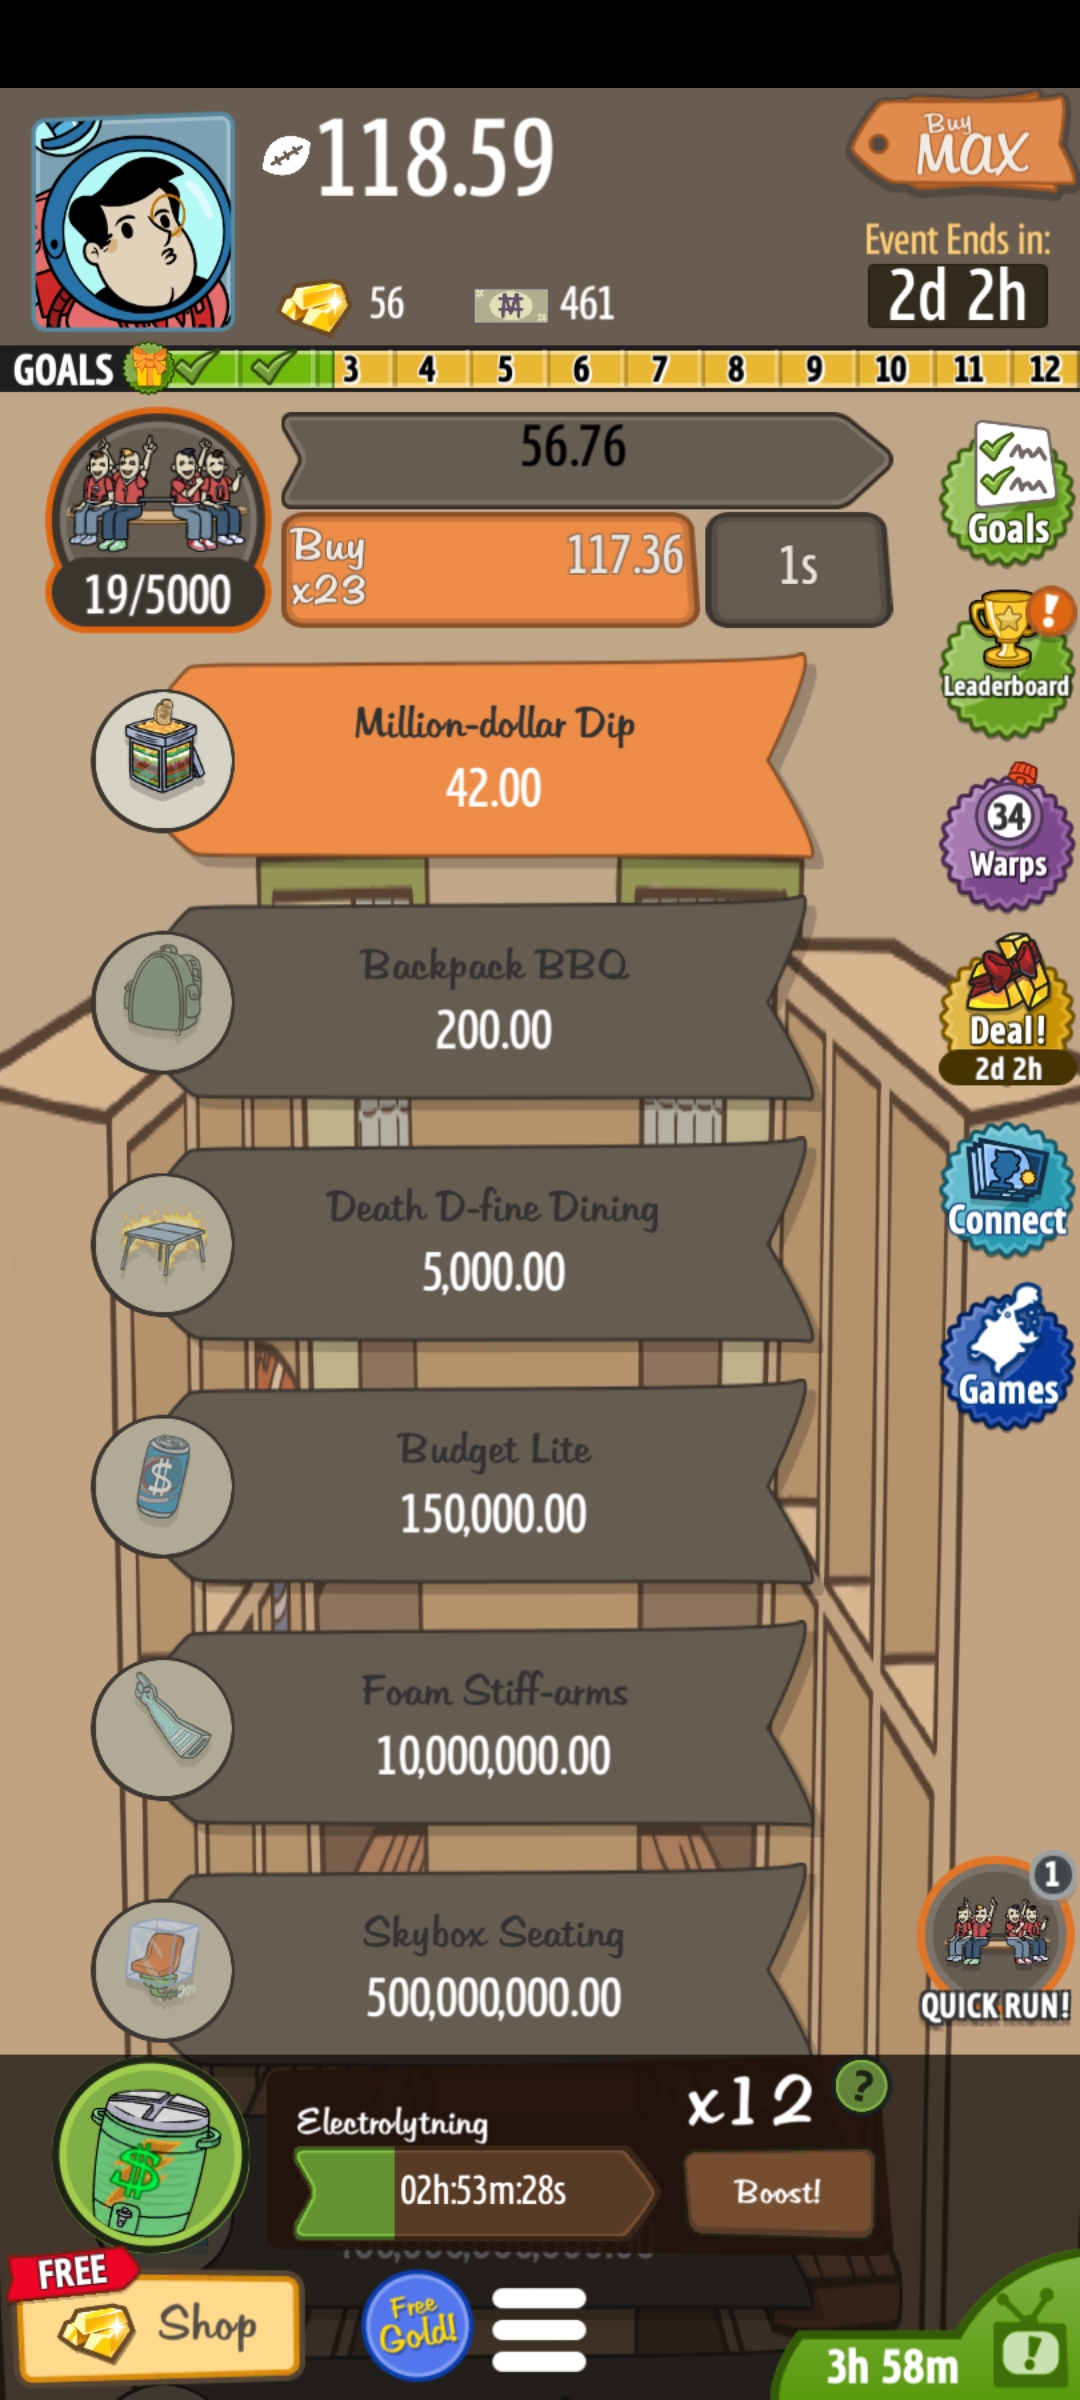 118.59
Buy
MAX
56
461
Event Ends in:
2d 2h
GOALS 3 4 5 6 7 8 9 10 11 12
56.76
Buy
x23
117.36
1s
19/5000
Goals
Leaderboard
34
Warps
Deal!
2d 2h
Connect
Games
Million-dollar Dip
42.00
Backpack BBQ
200.00
Death D-fine Dining
5,000.00
Budget Lite
150,000.00
Foam Stiff-arms
10,000,000.00
Skybox Seating
500,000,000.00
1
QUICK RUN!
Electrolytning
x12
?
02h:53m:28s
Boost!
FREE
Shop
Free
Gold!
3h 58m